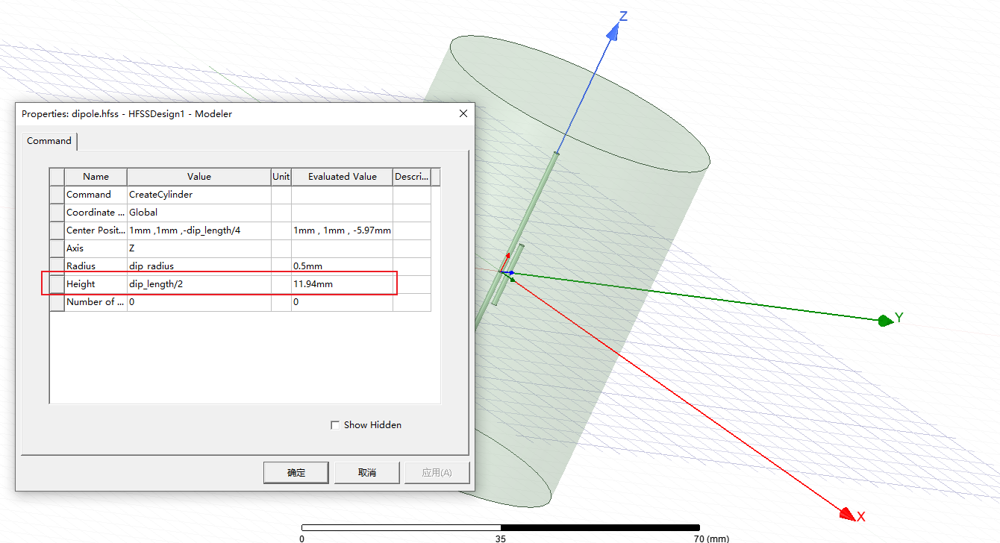 Z
Properties: dipole.hfss - HFSSDesign1 - Modeler
Command
Name Value Unit Evaluated Value Descri...
Command CreateCylinder
Coordinate ... Global
Center Posit... 1mm ,1mm ,-dip_length/4 1mm , 1mm , -5.97mm
Axis Z
Radius dip_radius 0.5mm
Height dip_length/2 11.94mm
Number of ... 0 0
Y
Show Hidden
确定 取消 应用(A)
X
0 35 70 (mm)